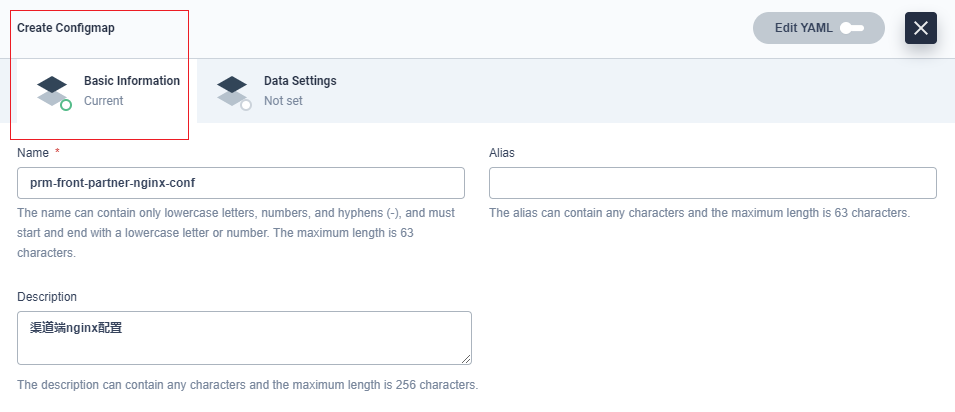 Create Configmap
Edit YAML
Basic Information
Current
Data Settings
Not set
Name *
Alias
prm-front-partner-nginx-conf
The name can contain only lowercase letters, numbers, and hyphens (-), and must
start and end with a lowercase letter or number. The maximum length is 63
characters.
The alias can contain any characters and the maximum length is 63 characters.
Description
渠道端nginx配置
The description can contain any characters and the maximum length is 256 characters.